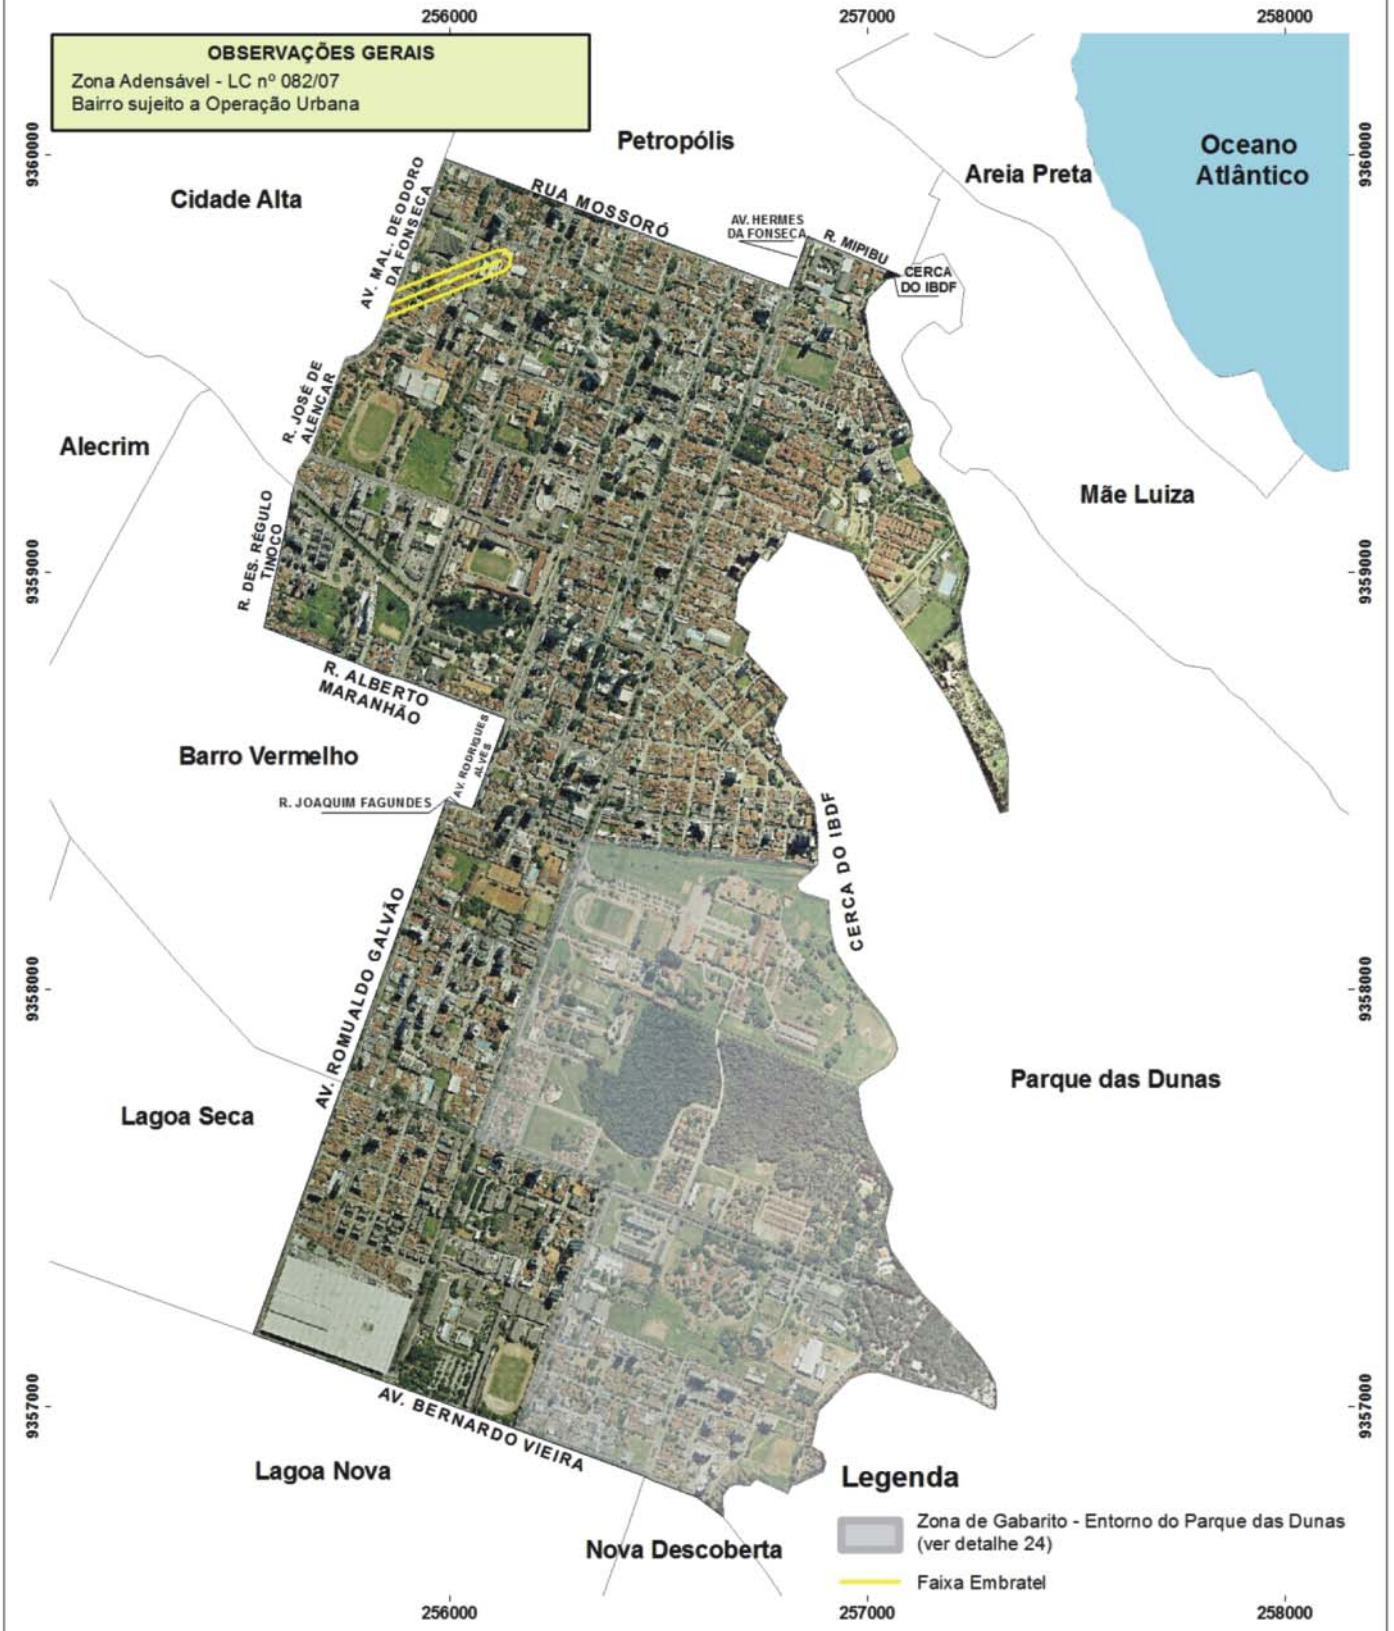 256000
257000
258000
OBSERVAÇÕES GERAIS
Zona Adensável - LC nº 082/07
Bairro sujeito a Operação Urbana
9360000
9360000
Petropólis
Oceano
Atlântico
Areia Preta
Cidade Alta
AV. MAL. DEODORO
DA FONSECA
RUA MOSSORÓ
AV. HERMES
DA FONSECA
R. MIPIBU
CERCA
DO IBDF
R. JOSÉ DE
ALENCAR
Alecrim
Mãe Luiza
R. DES. RÉGULO
TINOCO
9359000
9359000
R. ALBERTO
MARANHÃO
AV. RODRIGUES
ALVES
Barro Vermelho
R. JOAQUIM FAGUNDES
CERCA DO IBDF
AV. ROMUALDO GALVÃO
9358000
9358000
Parque das Dunas
Lagoa Seca
9357000
9357000
AV. BERNARDO VIEIRA
Lagoa Nova
Nova Descoberta
Legenda
Zona de Gabarito - Entorno do Parque das Dunas
(ver detalhe 24)
Faixa Embratel
256000
257000
258000